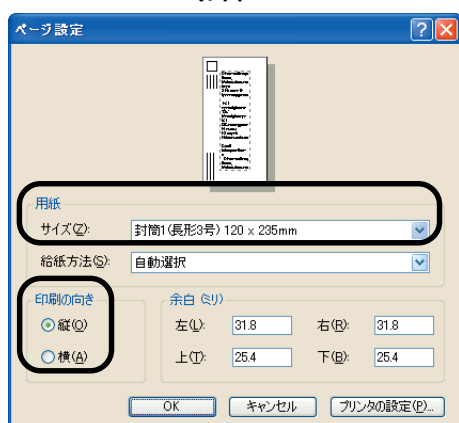 ページ設定
用紙
サイズ(Z): 封筒1(長形3号) 120 x 235mm
給紙方法(S): 自動選択
印刷の向き 余白 (ミリ)
縦(O) 左(L): 31.8 右(R): 31.8
横(A) 上(T): 25.4 下(B): 25.4
OK キャンセル プリンタの設定(P)...